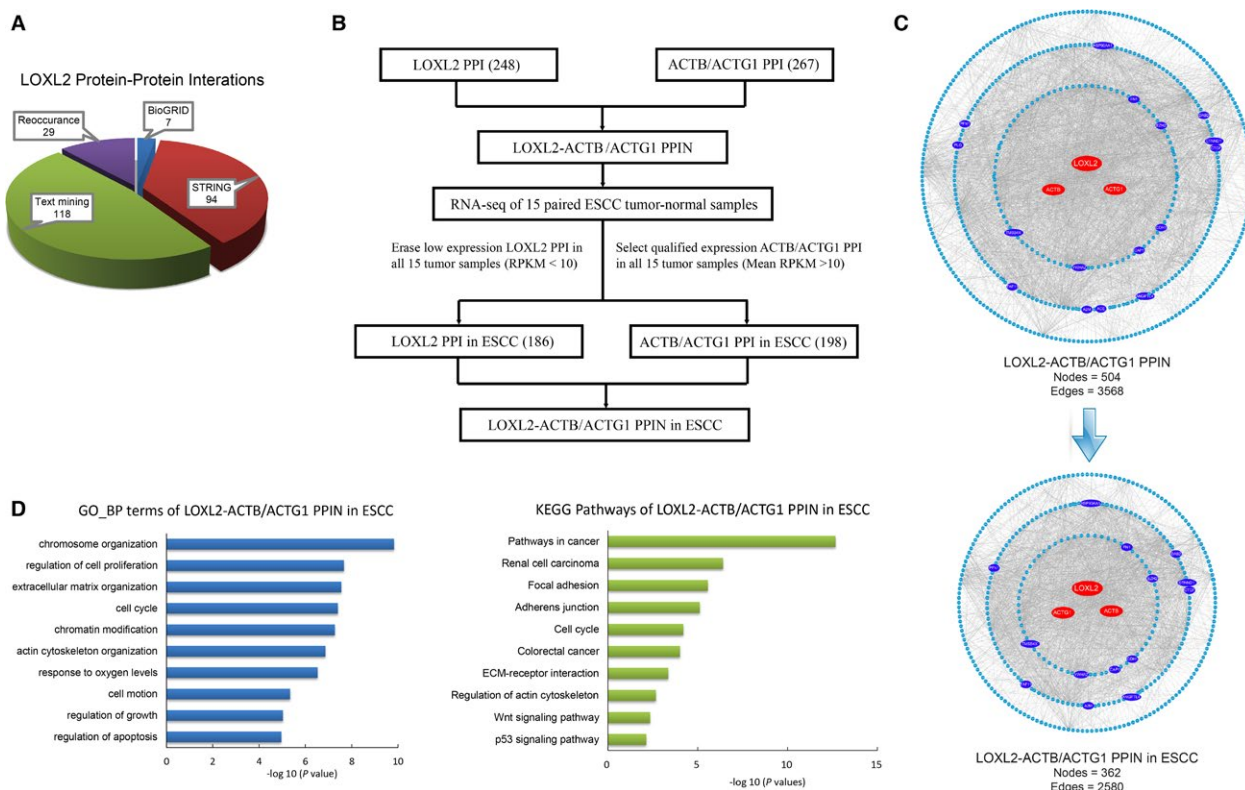 A
LOXL2 Protein-Protein Interations
Reoccurance
29
BioGRID
7
STRING
94
Text mining
118
B
LOXL2 PPI (248)
ACTB/ACTG1 PPI (267)
LOXL2-ACTB/ACTG1 PPIN
RNA-seq of 15 paired ESCC tumor-normal samples
Erase low expression LOXL2 PPI in
all 15 tumor samples (RPKM < 10)
Select qualified expression ACTB/ACTG1 PPI
in all 15 tumor samples (Mean RPKM >10)
LOXL2 PPI in ESCC (186)
ACTB/ACTG1 PPI in ESCC (198)
LOXL2-ACTB/ACTG1 PPIN in ESCC
C
LOXL2
ACTB
ACTG1
LOXL2-ACTB/ACTG1 PPIN
Nodes = 504
Edges = 3568
LOXL2
ACTG1
ACTB
LOXL2-ACTB/ACTG1 PPIN in ESCC
Nodes = 362
Edges = 2580
D
GO_BP terms of LOXL2-ACTB/ACTG1 PPIN in ESCC
chromosome organization
regulation of cell proliferation
extracellular matrix organization
cell cycle
chromatin modification
actin cytoskeleton organization
response to oxygen levels
cell motion
regulation of growth
regulation of apoptosis
0 2 4 6 8 10
-log 10 (P value)
KEGG Pathways of LOXL2-ACTB/ACTG1 PPIN in ESCC
Pathways in cancer
Renal cell carcinoma
Focal adhesion
Adherens junction
Cell cycle
Colorectal cancer
ECM-receptor interaction
Regulation of actin cytoskeleton
Wnt signaling pathway
p53 signaling pathway
0 5 10 15
-log 10 (P values)